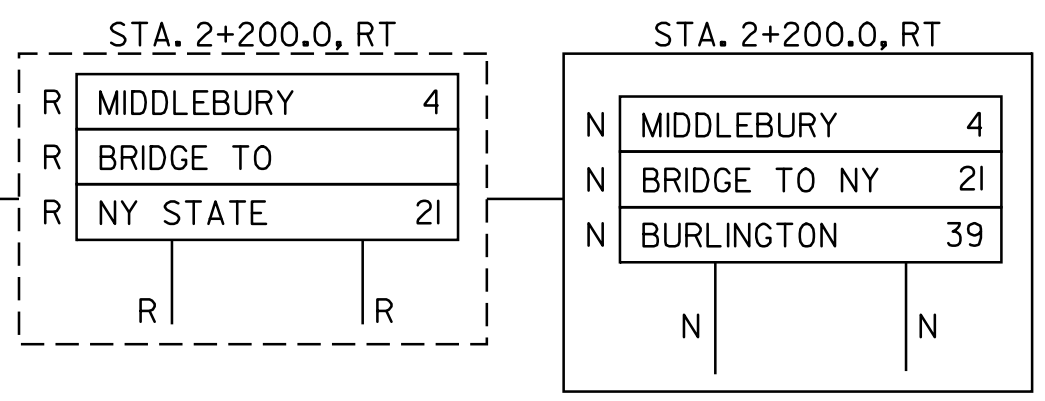 STA. 2+200.0, RT
R MIDDLEBURY 4
R BRIDGE TO
R NY STATE 21
R R
STA. 2+200.0, RT
N MIDDLEBURY 4
N BRIDGE TO NY 21
N BURLINGTON 39
N N